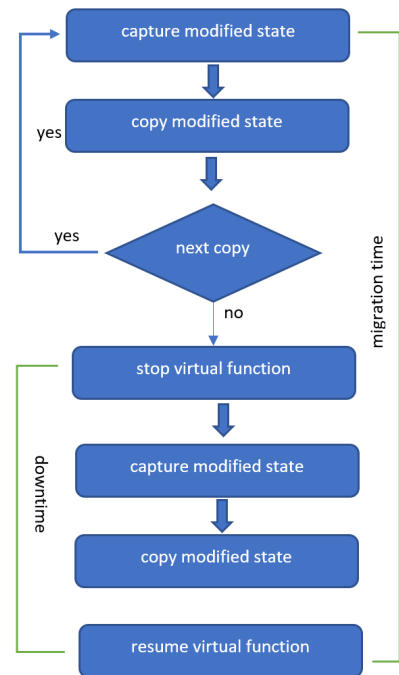 capture modified state
copy modified state
yes
yes
next copy
no
migration time
stop virtual function
capture modified state
downtime
copy modified state
resume virtual function